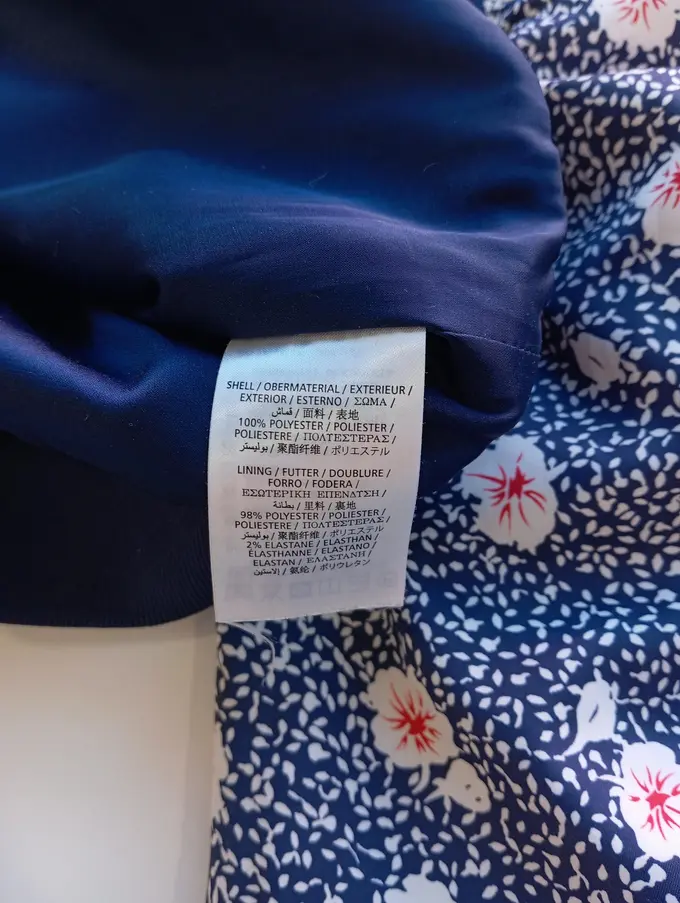 SHELL / OBERMATERIAL / EXTERIEUR /
EXTERIOR / ESTERNO / ΣΩΜΑ /
قماش / 面料 / 表地
100% POLYESTER / POLIESTER /
POLIESTERE / ΠΟΛΥΕΣΤΕΡΑΣ /
بوليستر / 聚酯纤维 / ポリエステル
LINING / FUTTER / DOUBLURE /
FORRO / FODERA /
ΕΣΩΤΕΡΙΚΗ ΕΠΕΝΔΥΣΗ /
بطانة / 里料 / 裏地
98% POLYESTER / POLIESTER /
POLIESTERE / ΠΟΛΥΕΣΤΕΡΑΣ /
بوليستر / 聚酯纤维 / ポリエステル
2% ELASTANE / ELASTHAN /
ELASTHANNE / ELASTANO /
ELASTAN / ΕΛΑΣΤΑΝΗ /
إلاستين / 氨纶 / ポリウレタン